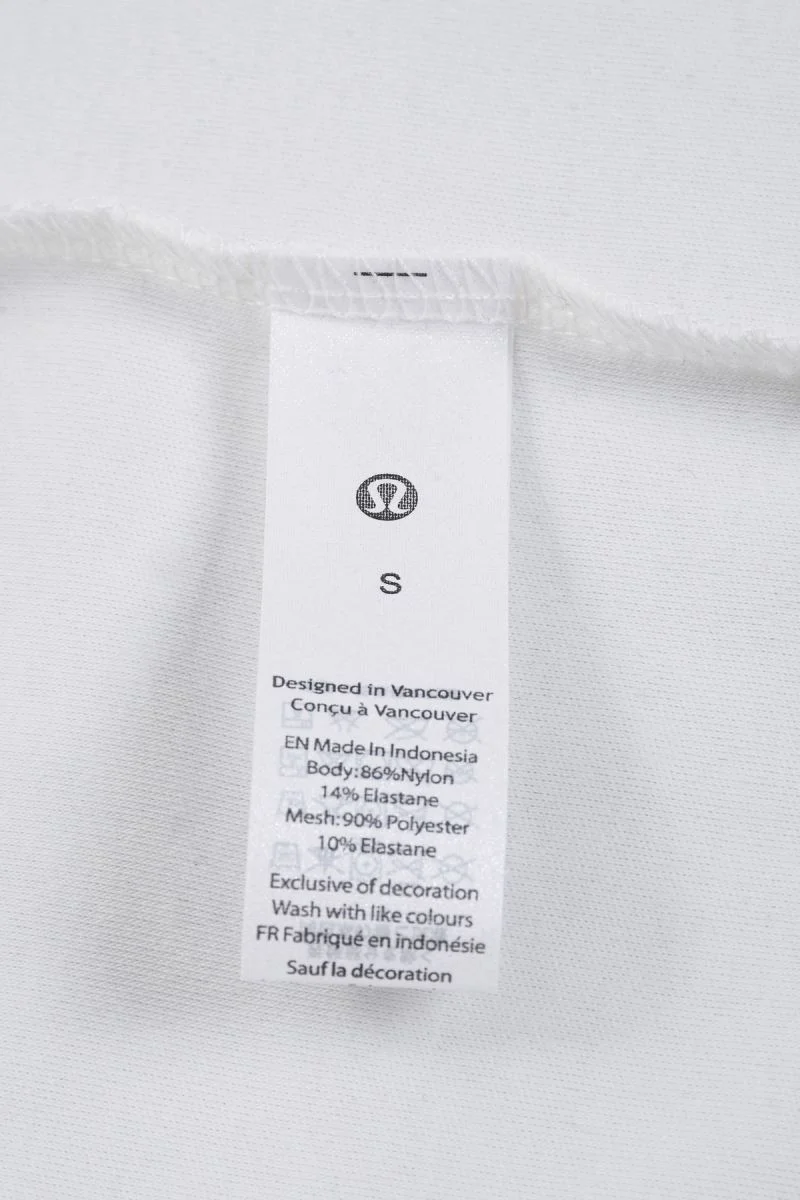 S
Designed in Vancouver
Conçu à Vancouver
EN Made In Indonesia
Body:86%Nylon
14% Elastane
Mesh:90% Polyester
10% Elastane
Exclusive of decoration
Wash with like colours
FR Fabriqué en indonésie
Sauf la décoration